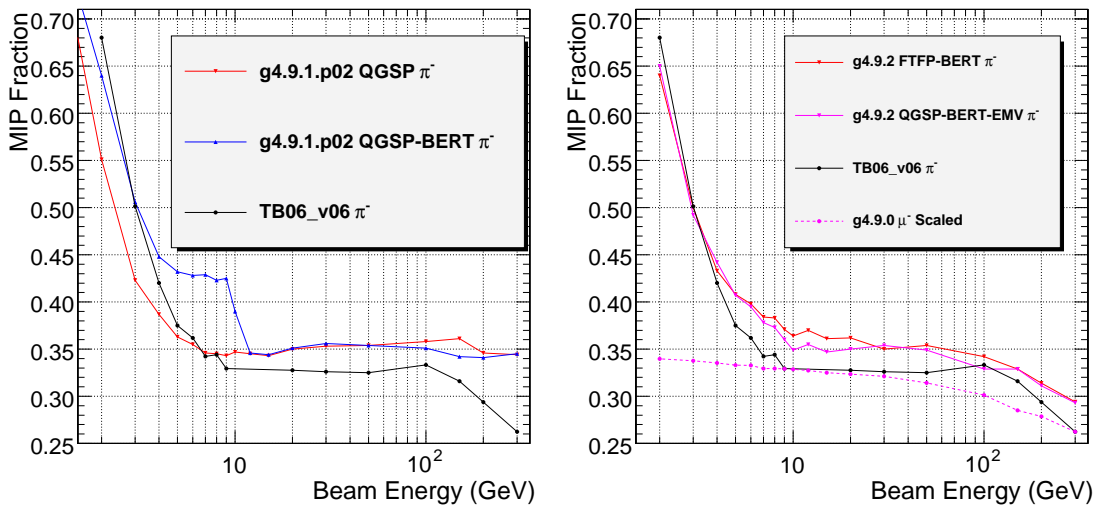 MIP Fraction
0.70
0.65
0.60
0.55
0.50
0.45
0.40
0.35
0.30
0.25
g4.9.1.p02 QGSP π-
g4.9.1.p02 QGSP-BERT π-
TB06_v06 π-
10
10²
Beam Energy (GeV)
MIP Fraction
0.70
0.65
0.60
0.55
0.50
0.45
0.40
0.35
0.30
0.25
g4.9.2 FTFP-BERT π-
g4.9.2 QGSP-BERT-EMV π-
TB06_v06 π-
g4.9.0 μ- Scaled
10
10²
Beam Energy (GeV)